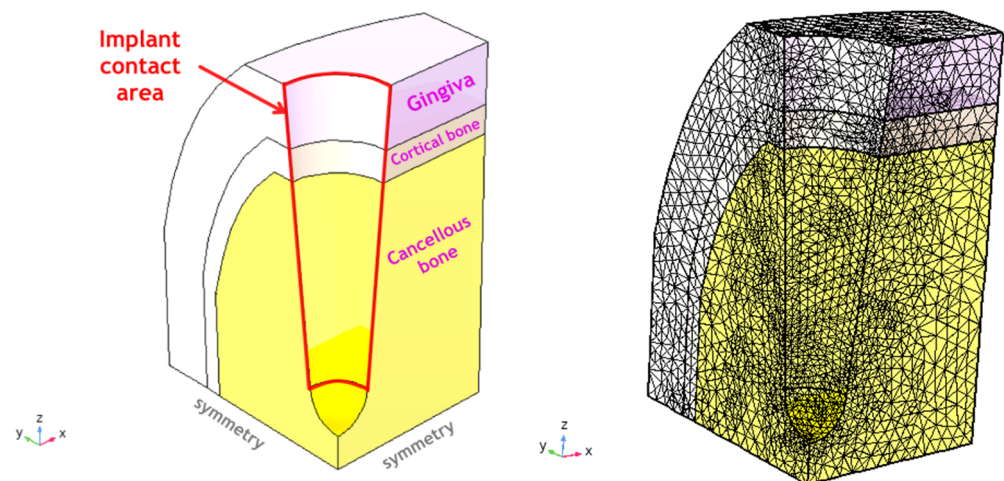 Implant
contact
area
Gingiva
Cortical bone
Cancellous
bone
symmetry
symmetry
z
y
x
z
y
x